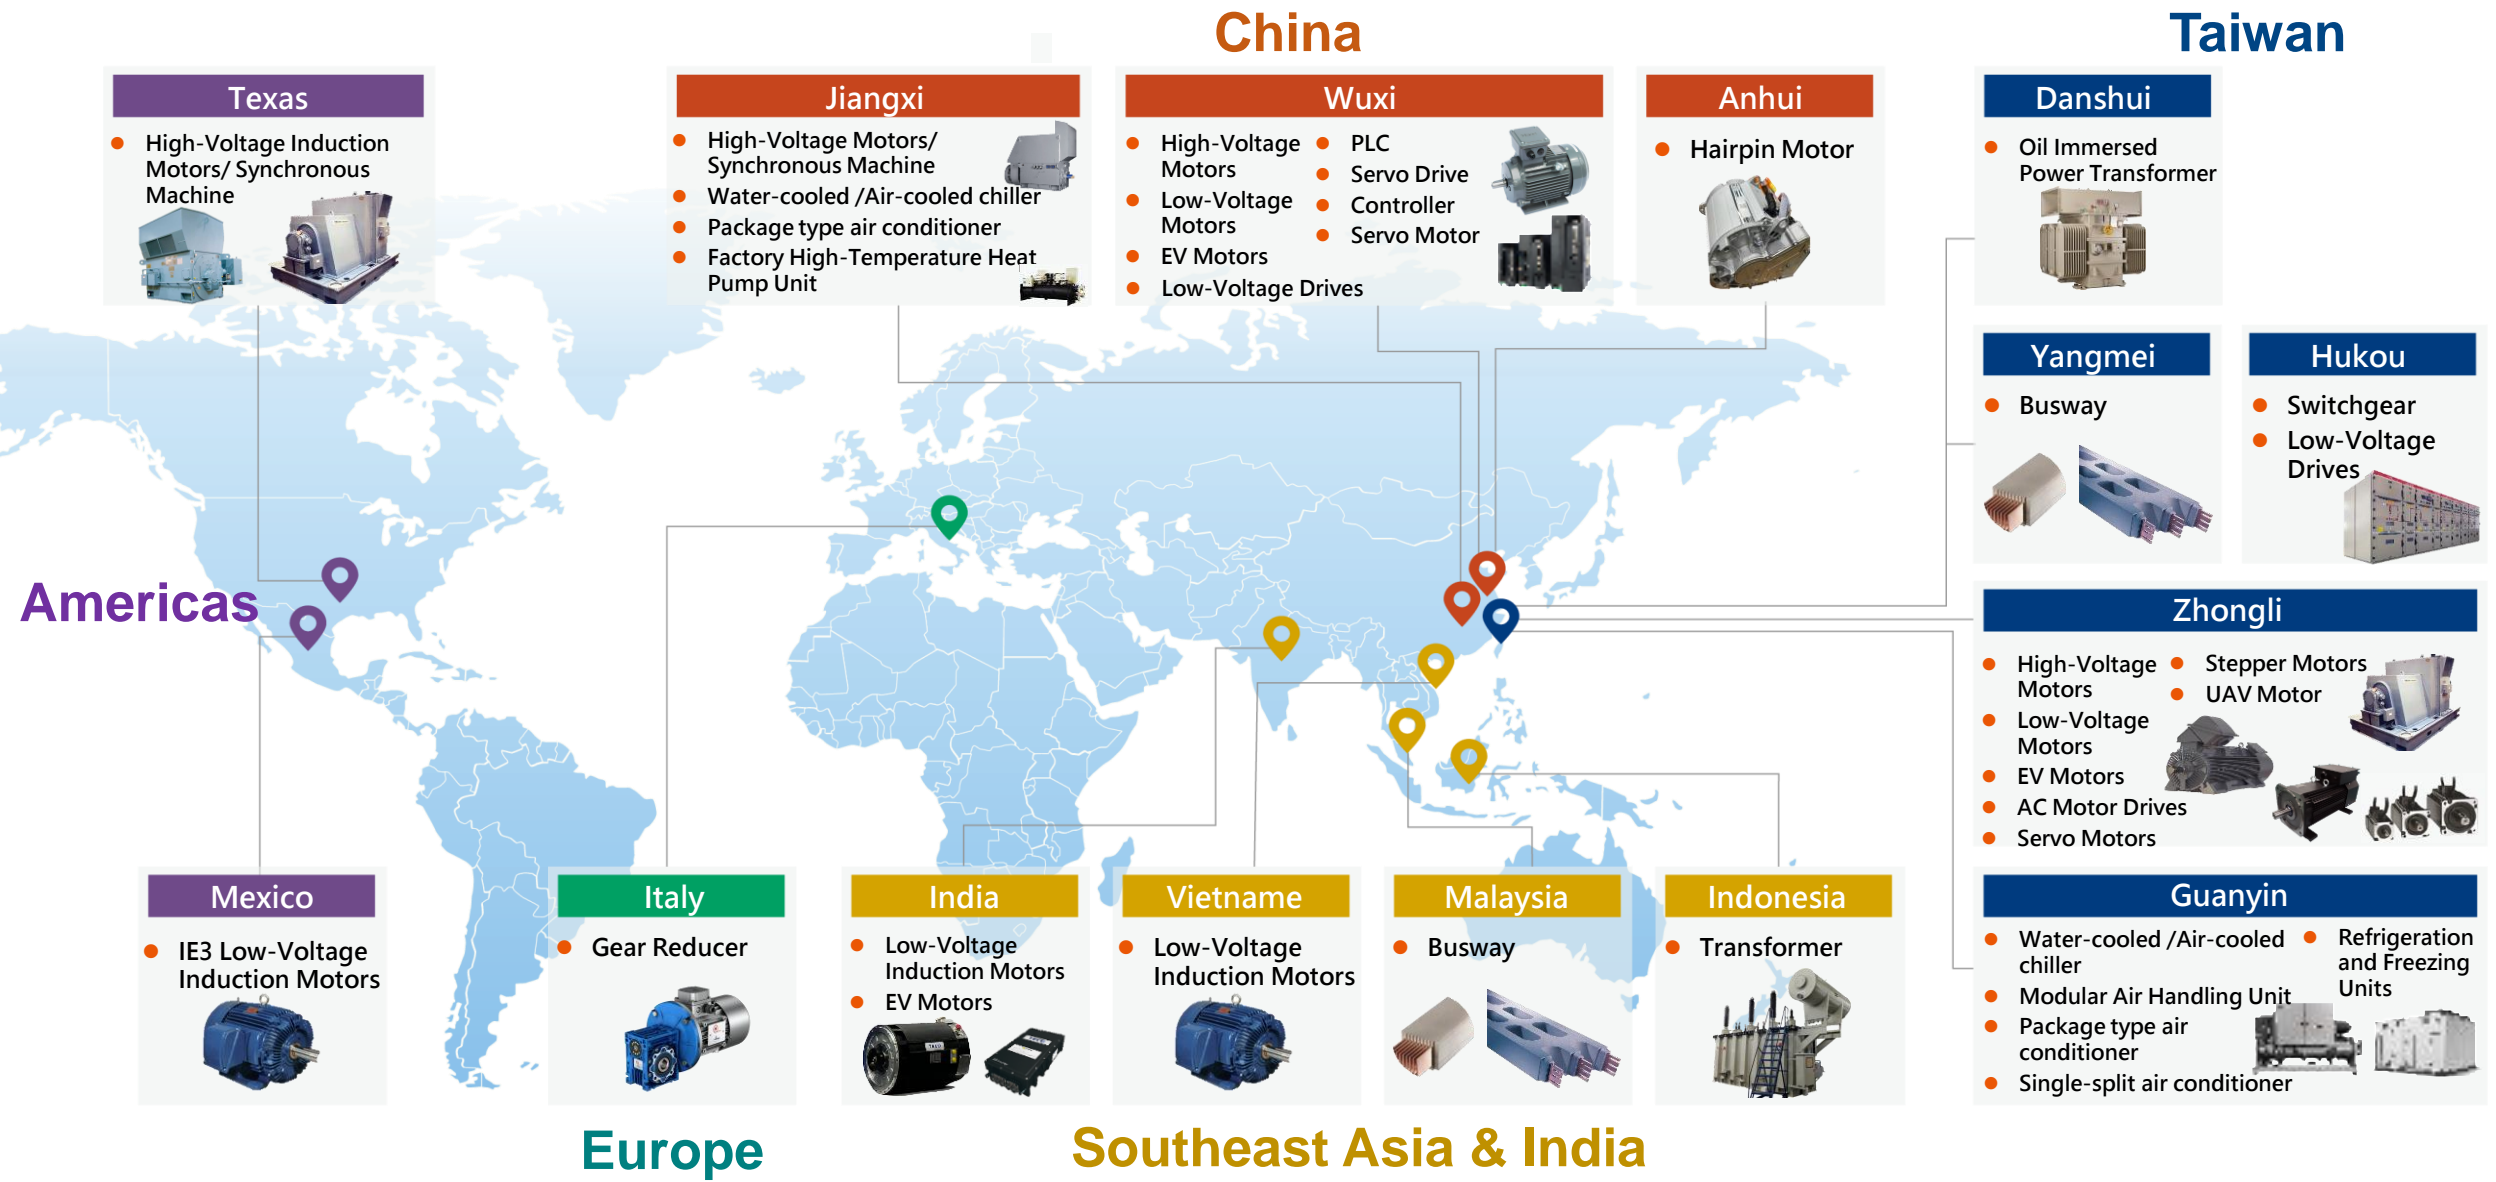 China
Taiwan
Texas
High-Voltage Induction
Motors/ Synchronous
Machine
Jiangxi
High-Voltage Motors/
Synchronous Machine
Water-cooled /Air-cooled chiller
Package type air conditioner
Factory High-Temperature Heat
Pump Unit
Wuxi
High-Voltage
Motors
Low-Voltage
Motors
EV Motors
Low-Voltage Drives
PLC
Servo Drive
Controller
Servo Motor
Anhui
Hairpin Motor
Danshui
Oil Immersed
Power Transformer
Yangmei
Busway
Hukou
Switchgear
Low-Voltage
Drives
Americas
Zhongli
High-Voltage
Motors
Low-Voltage
Motors
EV Motors
AC Motor Drives
Servo Motors
Stepper Motors
UAV Motor
Mexico
IE3 Low-Voltage
Induction Motors
Italy
Gear Reducer
India
Low-Voltage
Induction Motors
EV Motors
Vietname
Low-Voltage
Induction Motors
Malaysia
Busway
Indonesia
Transformer
Guanyin
Water-cooled /Air-cooled
chiller
Modular Air Handling Unit
Package type air
conditioner
Single-split air conditioner
Refrigeration
and Freezing
Units
Europe
Southeast Asia & India